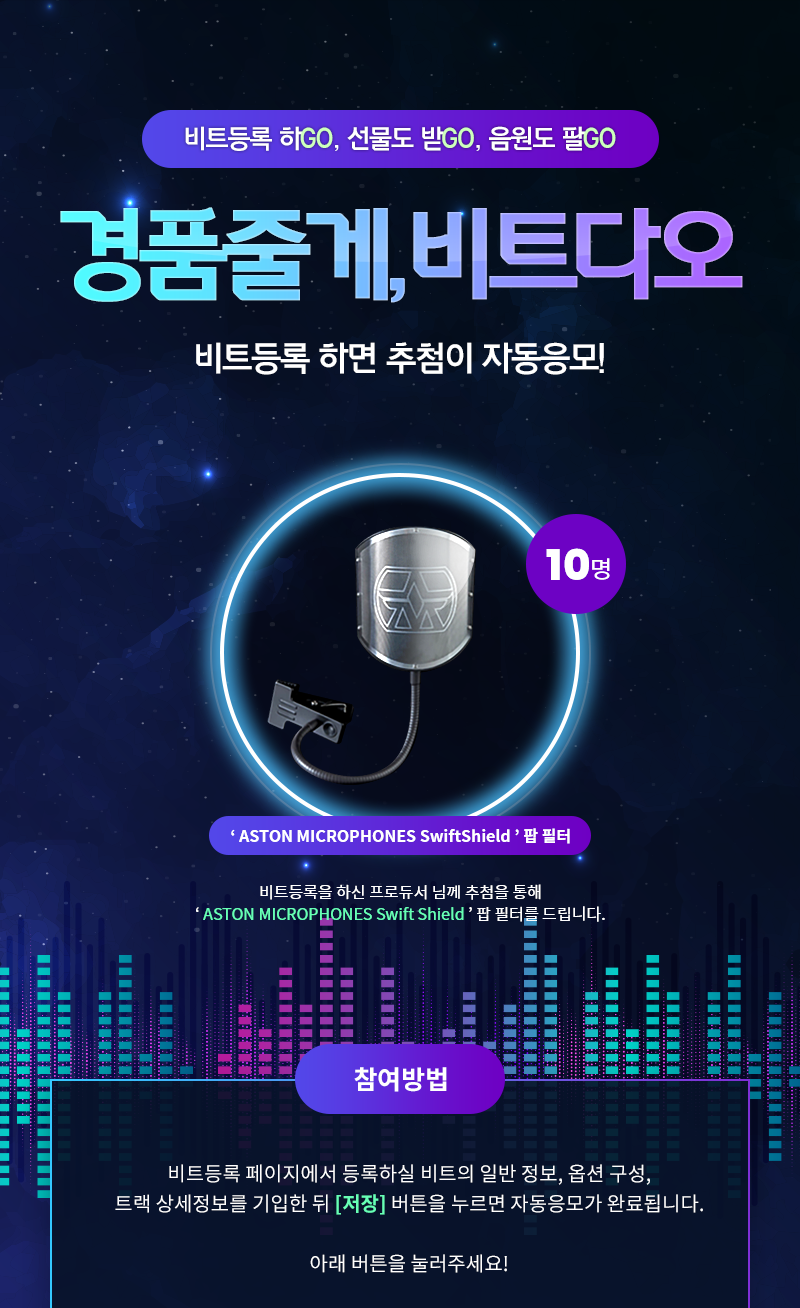 비트등록 하GO, 선물도 받GO, 음원도 팔GO
경품줄게,비트다오
비트등록 하면 추첨이 자동응모!
10명
‘ ASTON MICROPHONES SwiftShield ’ 팝 필터
비트등록을 하신 프로듀서 님께 추첨을 통해
‘ ASTON MICROPHONES Swift Shield ’ 팝 필터를 드립니다.
참여방법
비트등록 페이지에서 등록하실 비트의 일반 정보, 옵션 구성,
트랙 상세정보를 기입한 뒤 [저장] 버튼을 누르면 자동응모가 완료됩니다.
아래 버튼을 눌러주세요!